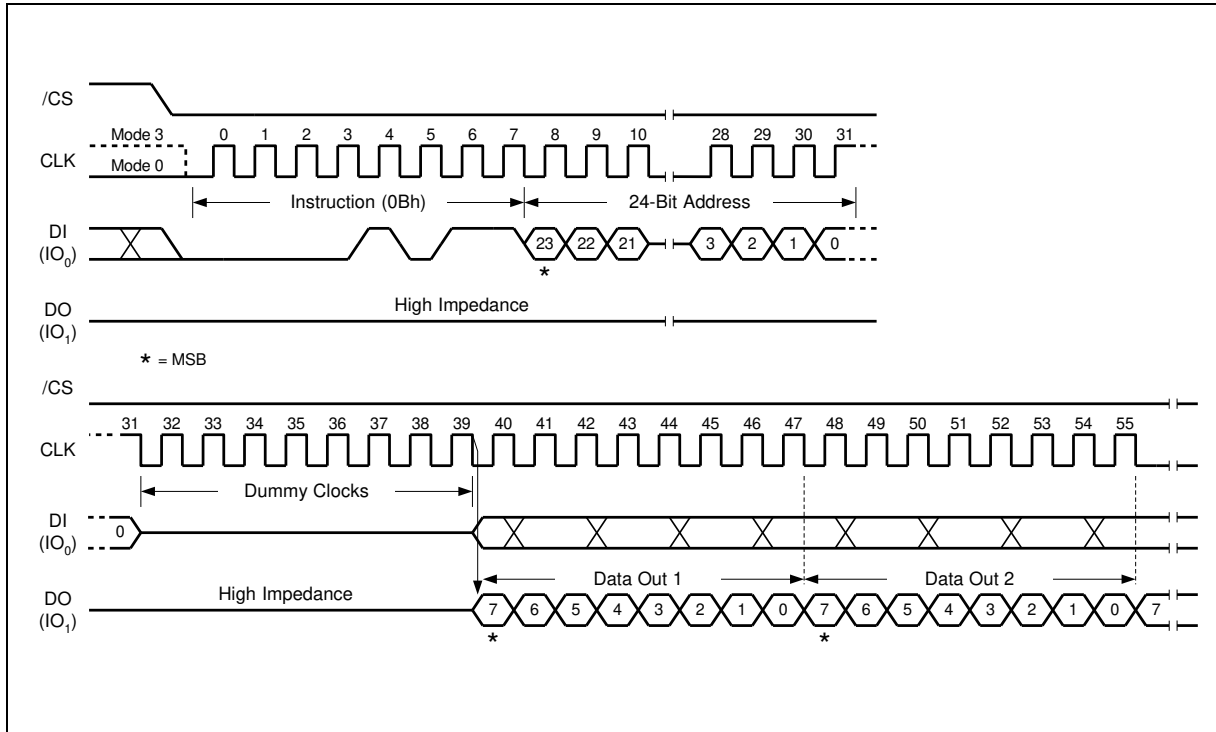 /CS
Mode 3
0 1 2 3 4 5 6 7 8 9 10 28 29 30 31
CLK
Mode 0
Instruction (0Bh)
24-Bit Address
DI
(IO0)
23 22 21 3 2 1 0
*
High Impedance
DO
(IO1)
* = MSB
/CS
31 32 33 34 35 36 37 38 39 40 41 42 43 44 45 46 47 48 49 50 51 52 53 54 55
CLK
Dummy Clocks
DI
(IO0)
0
High Impedance
Data Out 1
Data Out 2
DO
(IO1)
7 6 5 4 3 2 1 0 7 6 5 4 3 2 1 0 7
* *